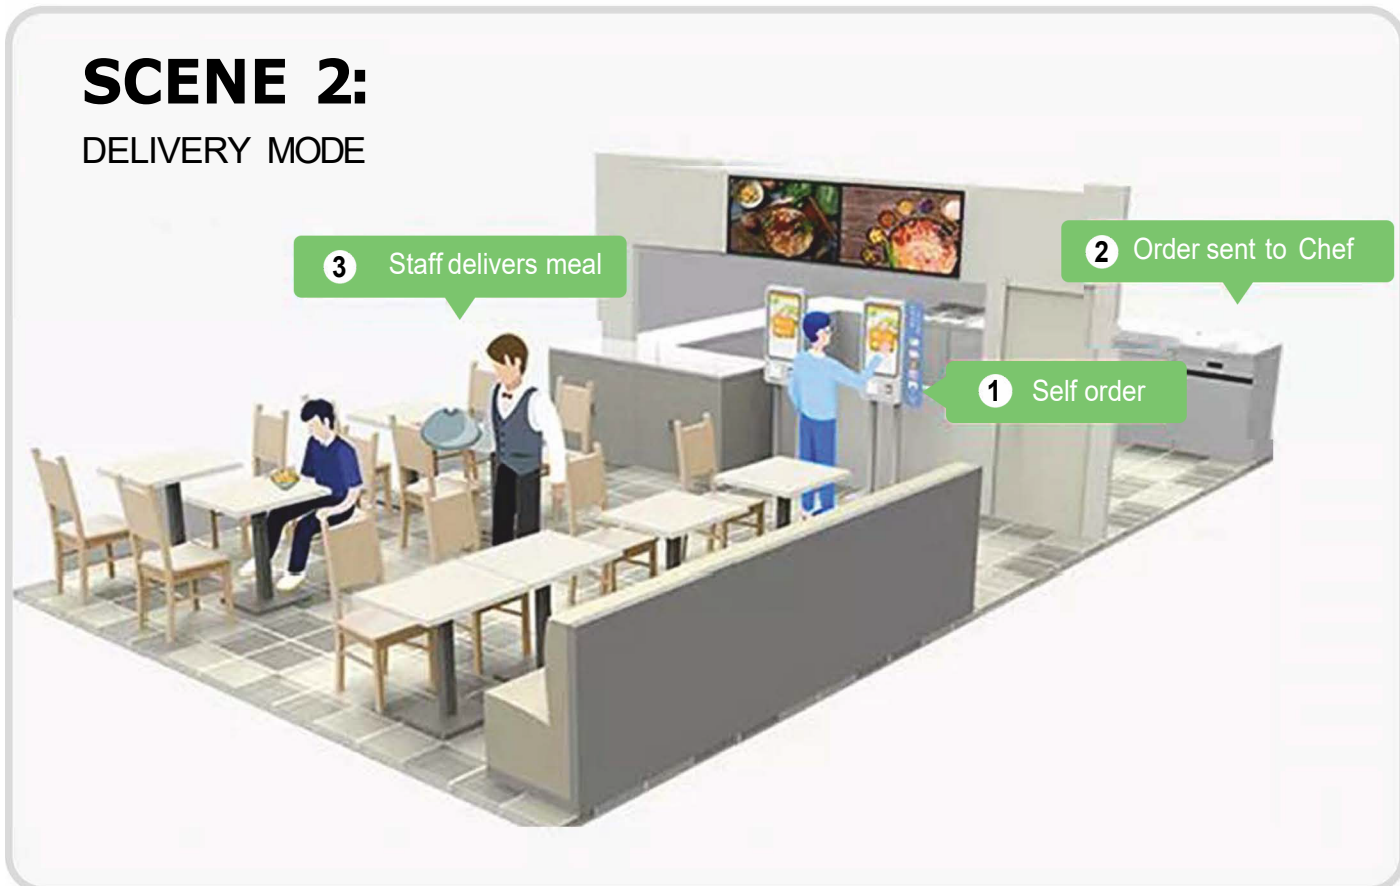 SCENE 2:
DELIVERY MODE
3 Staff delivers meal
2 Order sent to Chef
1 Self order